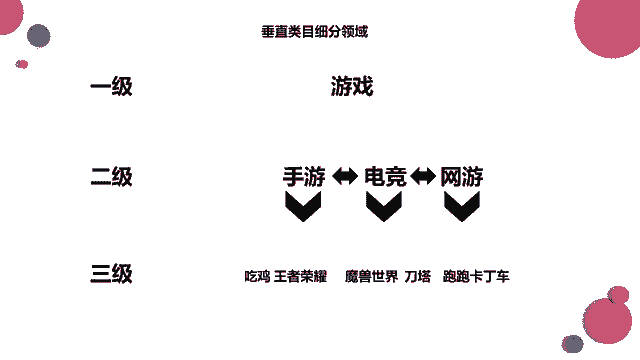 垂直类目细分领域
一级 游戏
二级 手游 电竞 网游
三级 吃鸡 王者荣耀 魔兽世界 刀塔 跑跑卡丁车